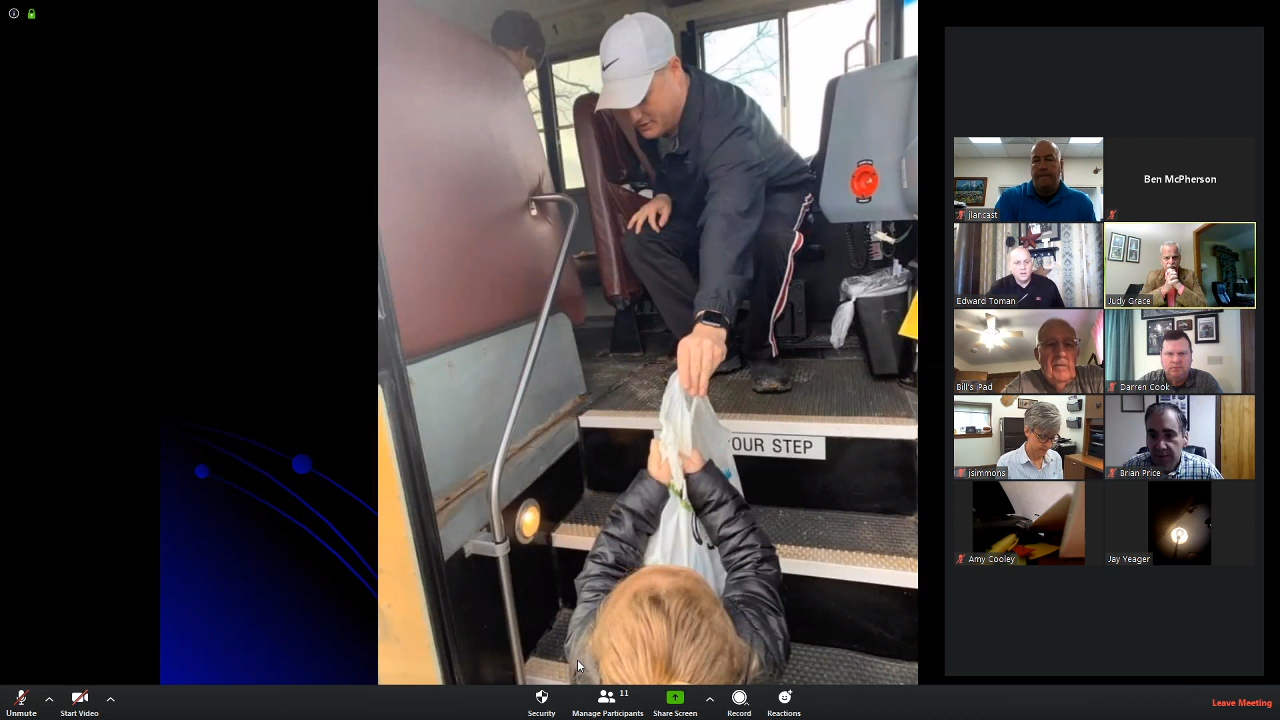 YOUR STEP
jlancast
Ben McPherson
Edward Toman
Judy Grace
Bill's iPad
Darren Cook
jsimmons
Brian Price
Amy Cooley
Jay Yeager
Unmute
Start Video
Security
11
Manage Participants
Share Screen
Record
Reactions
Leave Meeting